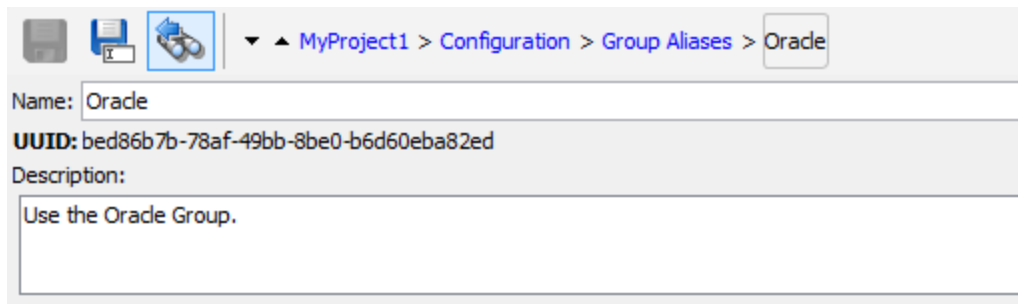 MyProject1 > Configuration > Group Aliases > Oracle
Name: Oracle
UUID: bed86b7b-78af-49bb-8be0-b6d60eba82ed
Description:
Use the Oracle Group.